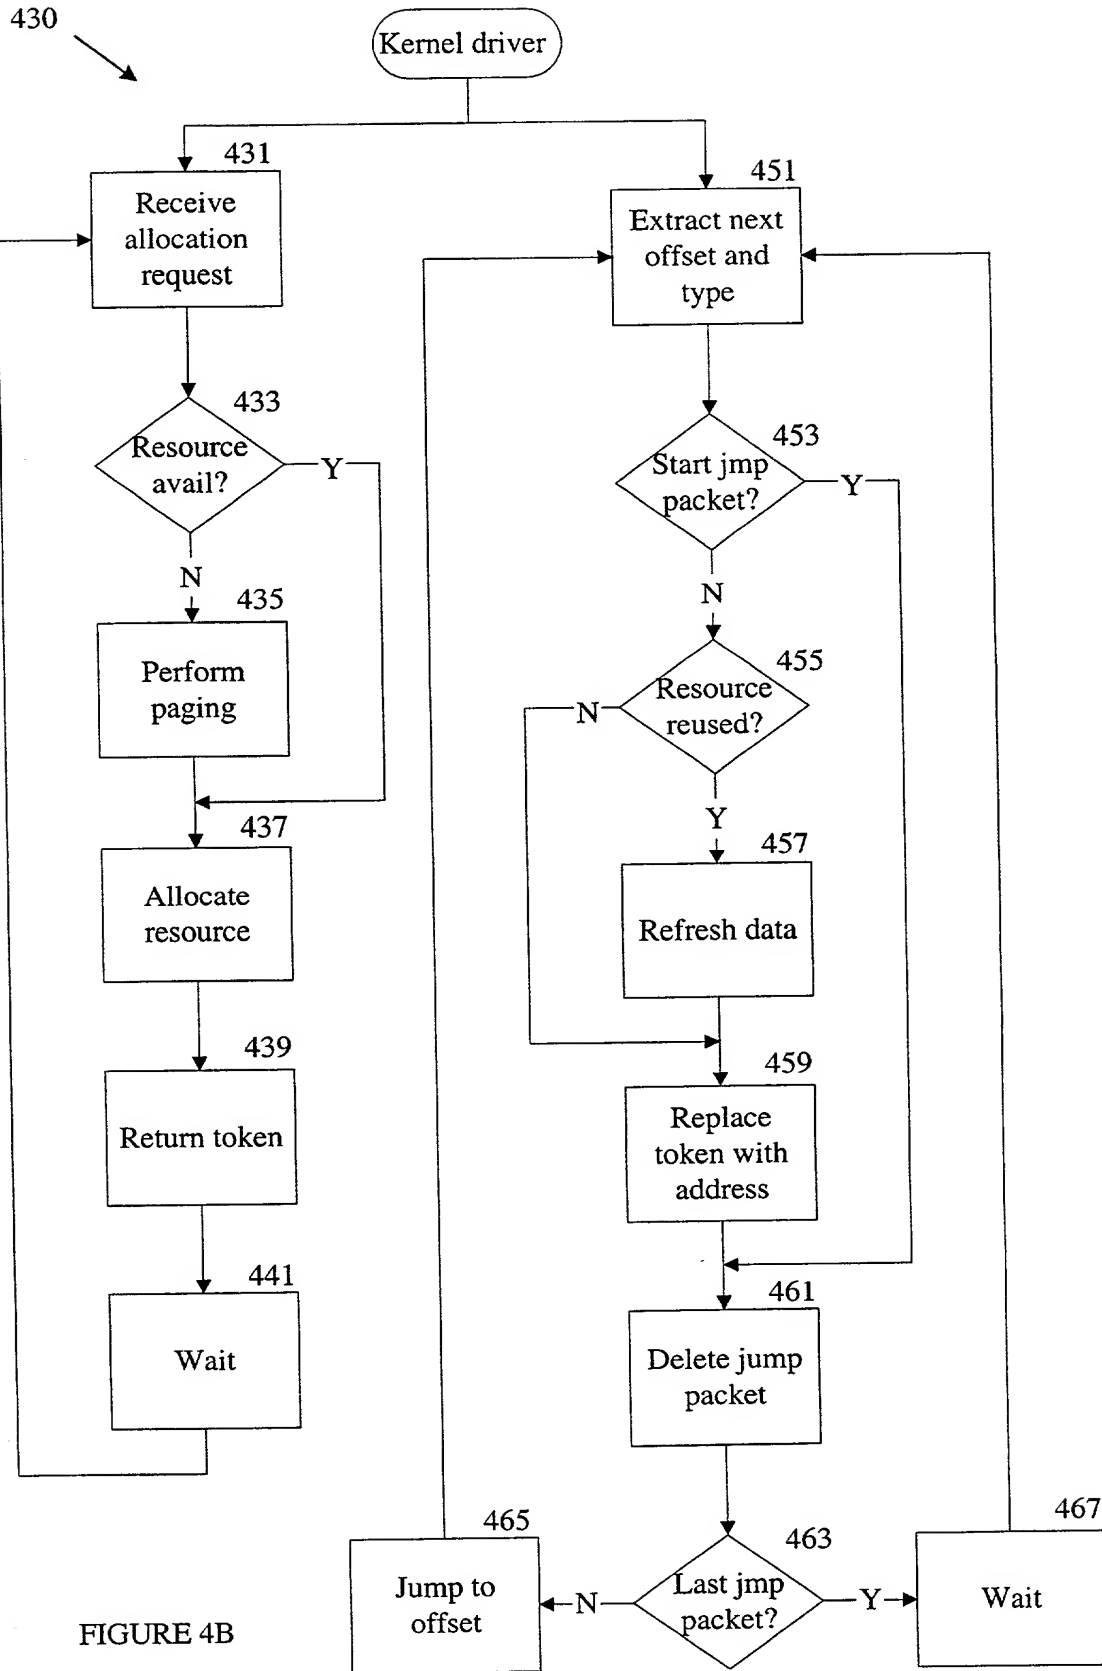 430
Kernel driver
431
Receive
allocation
request
433
Resource
avail?
Y
N
435
Perform
paging
437
Allocate
resource
439
Return token
441
Wait
451
Extract next
offset and
type
453
Start jmp
packet?
Y
N
455
Resource
reused?
N
Y
457
Refresh data
459
Replace
token with
address
461
Delete jump
packet
463
Last jmp
packet?
N
Y
465
Jump to
offset
467
Wait
FIGURE 4B